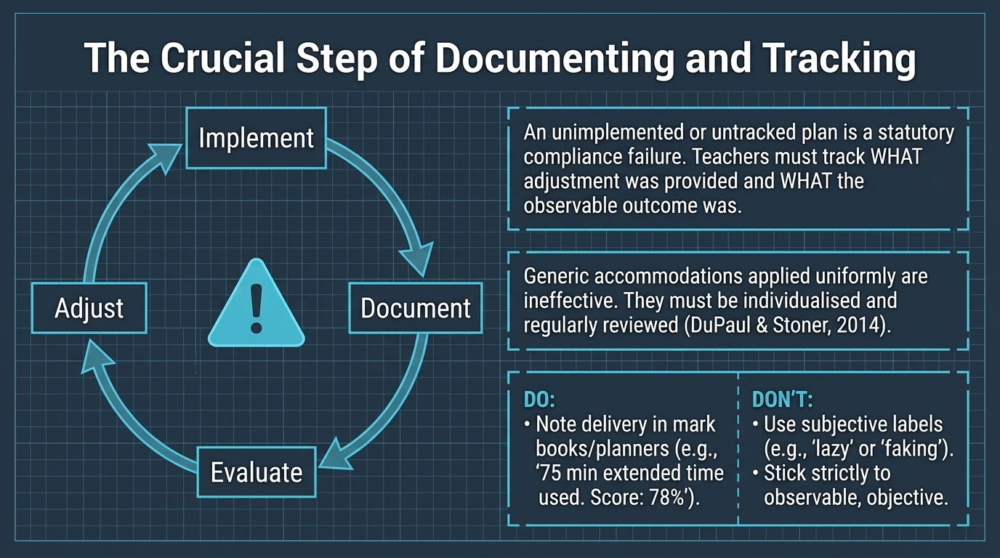 The Crucial Step of Documenting and Tracking
Implement
Document
Evaluate
Adjust
!
An unimplemented or untracked plan is a statutory
compliance failure. Teachers must track WHAT
adjustment was provided and WHAT the
observable outcome was.
Generic accommodations applied uniformly are
ineffective. They must be individualised and
regularly reviewed (DuPaul & Stoner, 2014).
DO:
• Note delivery in mark
books/planners (e.g.,
‘75 min extended time
used. Score: 78%’).
DON’T:
• Use subjective labels
(e.g., ‘lazy’ or ‘faking’).
• Stick strictly to
observable, objective.